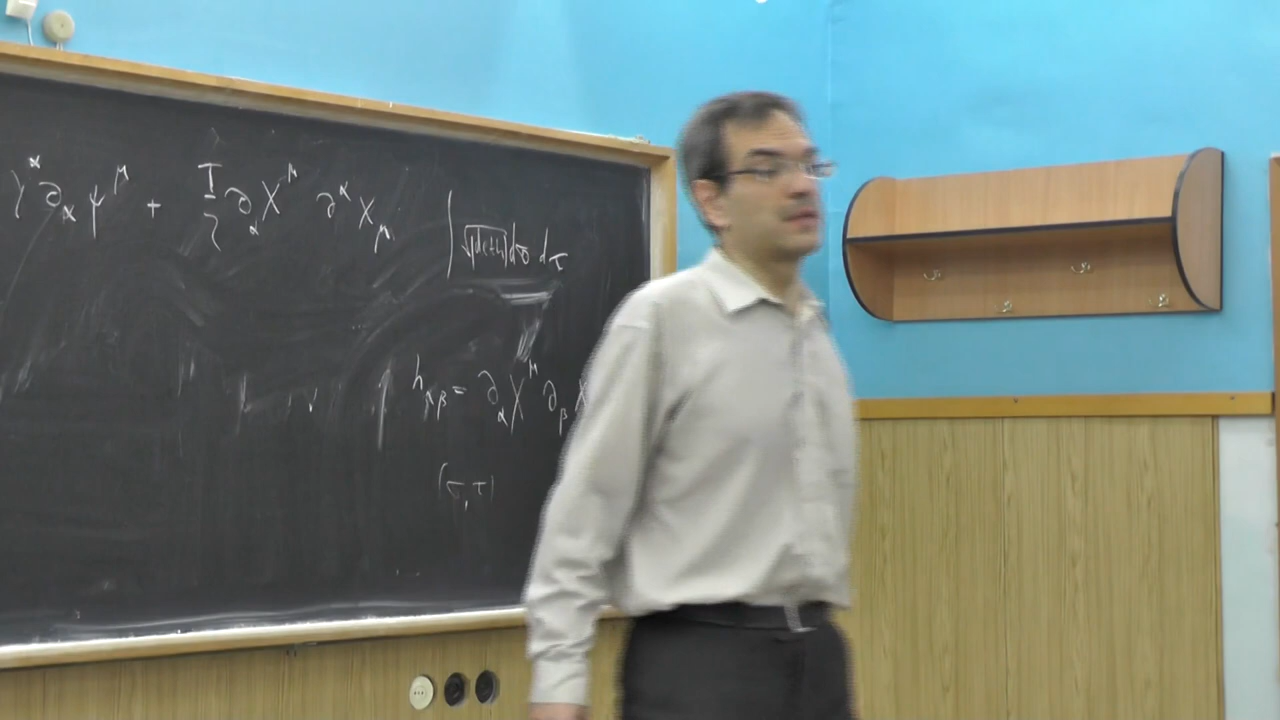 γ^α ∂_α ψ^μ + T/2 ∂_α X^μ ∂^α X_μ
∫ √|det h| dσ dτ
h_αβ = ∂_α X^μ ∂_β X
(σ, τ)